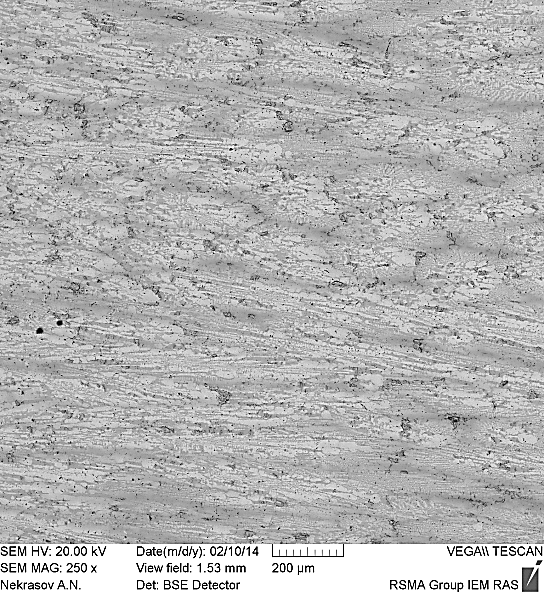 SEM HV: 20.00 kV Date(m/d/y): 02/10/14 VEGA\\ TESCAN
SEM MAG: 250 x View field: 1.53 mm 200 µm
Nekrasov A.N. Det: BSE Detector RSMA Group IEM RAS